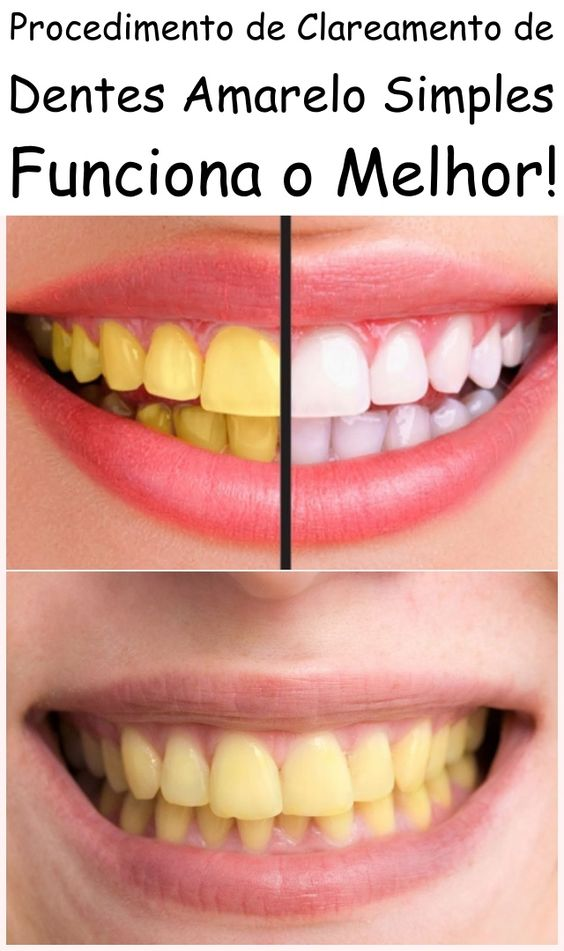 Procedimento de Clareamento de
Dentes Amarelo Simples
Funciona o Melhor!